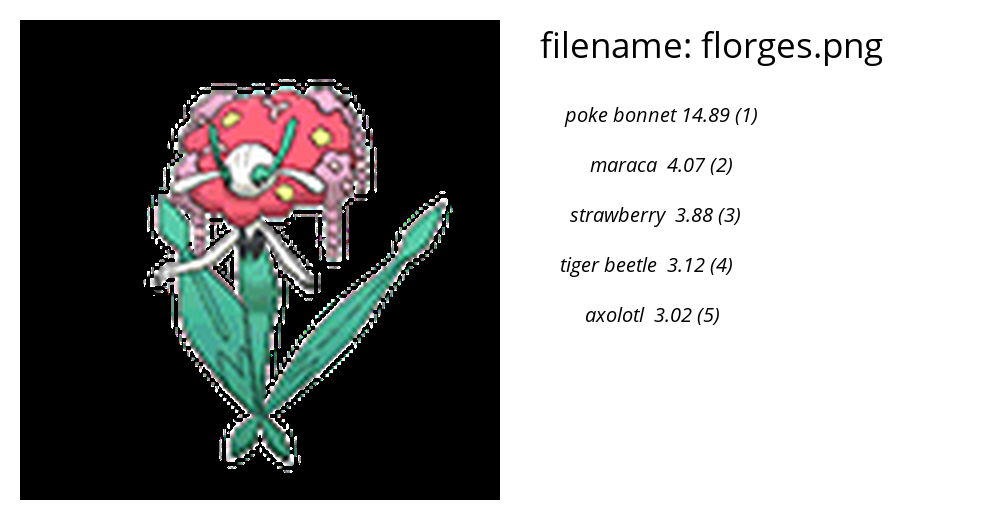 filename: florges.png
poke bonnet 14.89 (1)
maraca 4.07 (2)
strawberry 3.88 (3)
tiger beetle 3.12 (4)
axolotl 3.02 (5)